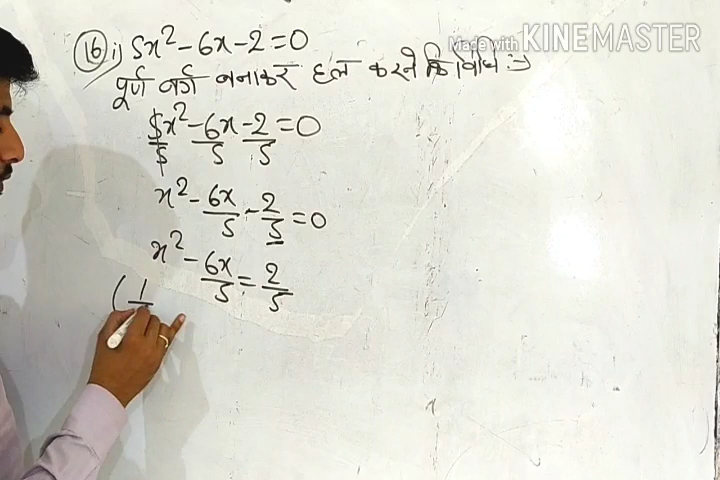 Made with KINEMASTER
(16) i) 5x² - 6x - 2 = 0
पूर्ण वर्ग बनाकर हल करने कि विधि :-
5x²/5 - 6x/5 - 2/5 = 0
x² - 6x/5 - 2/5 = 0
x² - 6x/5 = 2/5
(1/